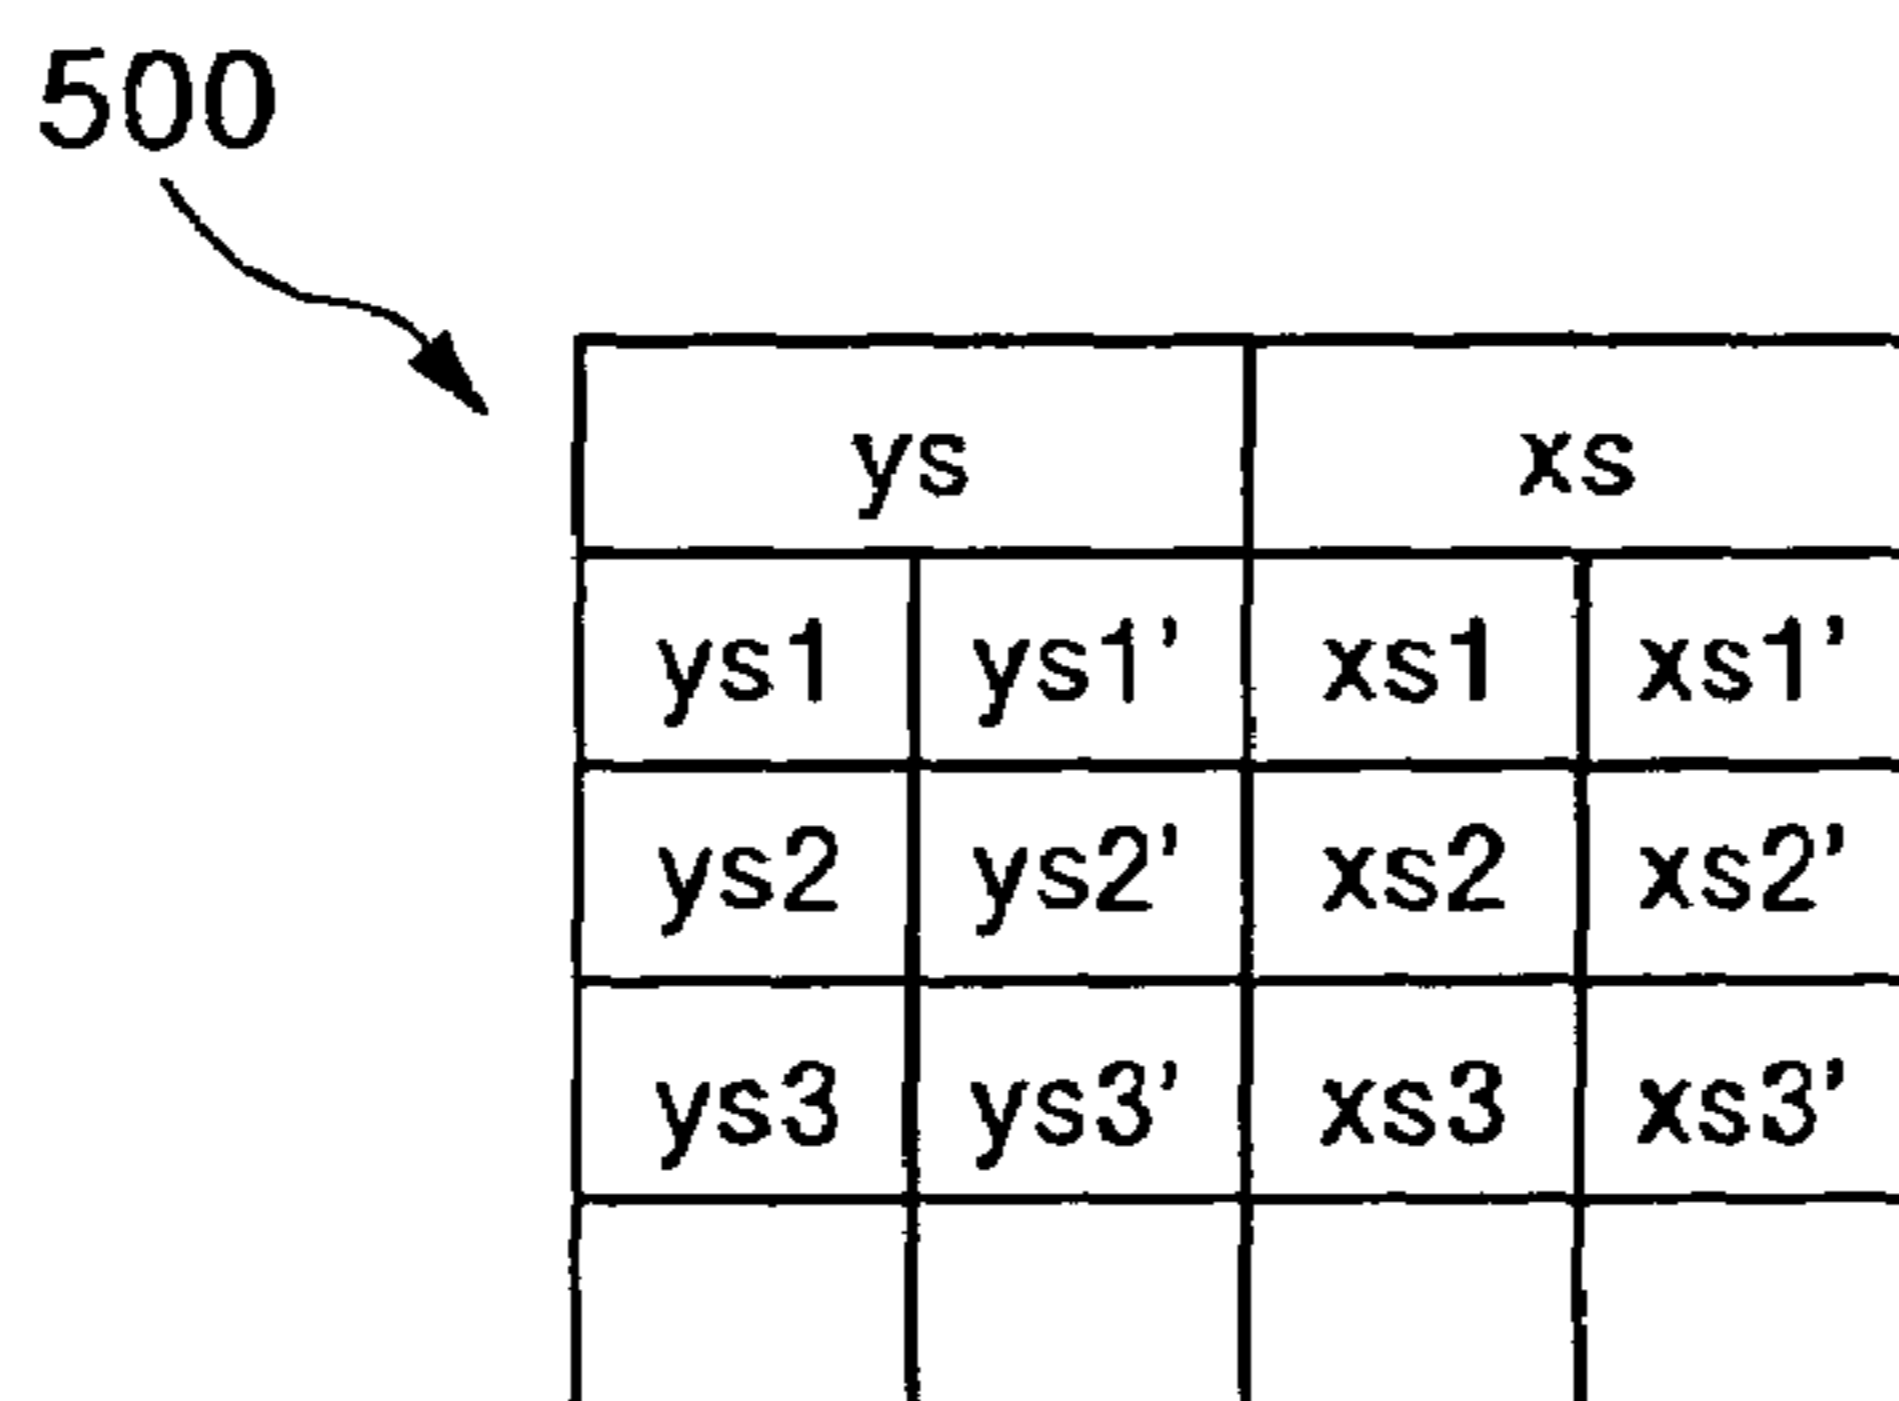 500
ys xs
ys1 ys1' xs1 xs1'
ys2 ys2' xs2 xs2'
ys3 ys3' xs3 xs3'